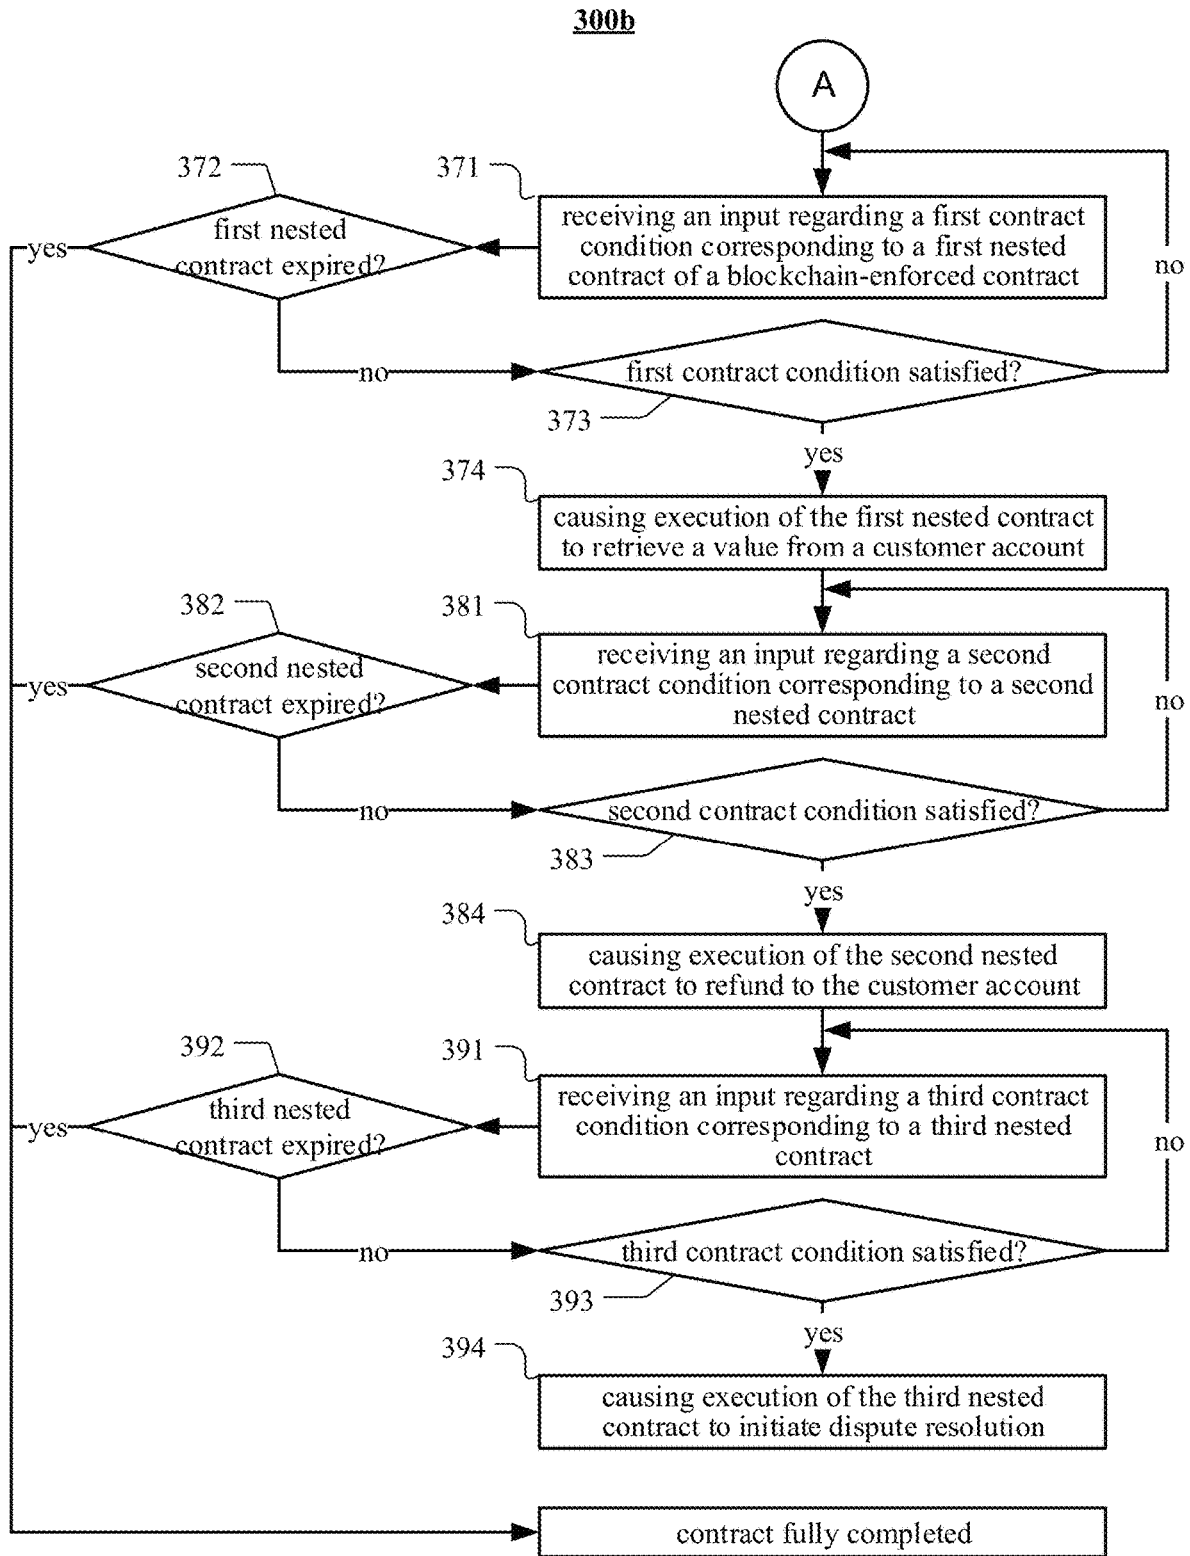 300b
A
372
371
first nested
contract expired?
receiving an input regarding a first contract
condition corresponding to a first nested
contract of a blockchain-enforced contract
yes
no
no
first contract condition satisfied?
373
yes
374
causing execution of the first nested contract
to retrieve a value from a customer account
382
381
second nested
contract expired?
receiving an input regarding a second
contract condition corresponding to a second
nested contract
yes
no
no
second contract condition satisfied?
383
yes
384
causing execution of the second nested
contract to refund to the customer account
392
391
third nested
contract expired?
receiving an input regarding a third contract
condition corresponding to a third nested
contract
yes
no
no
third contract condition satisfied?
393
yes
394
causing execution of the third nested
contract to initiate dispute resolution
contract fully completed